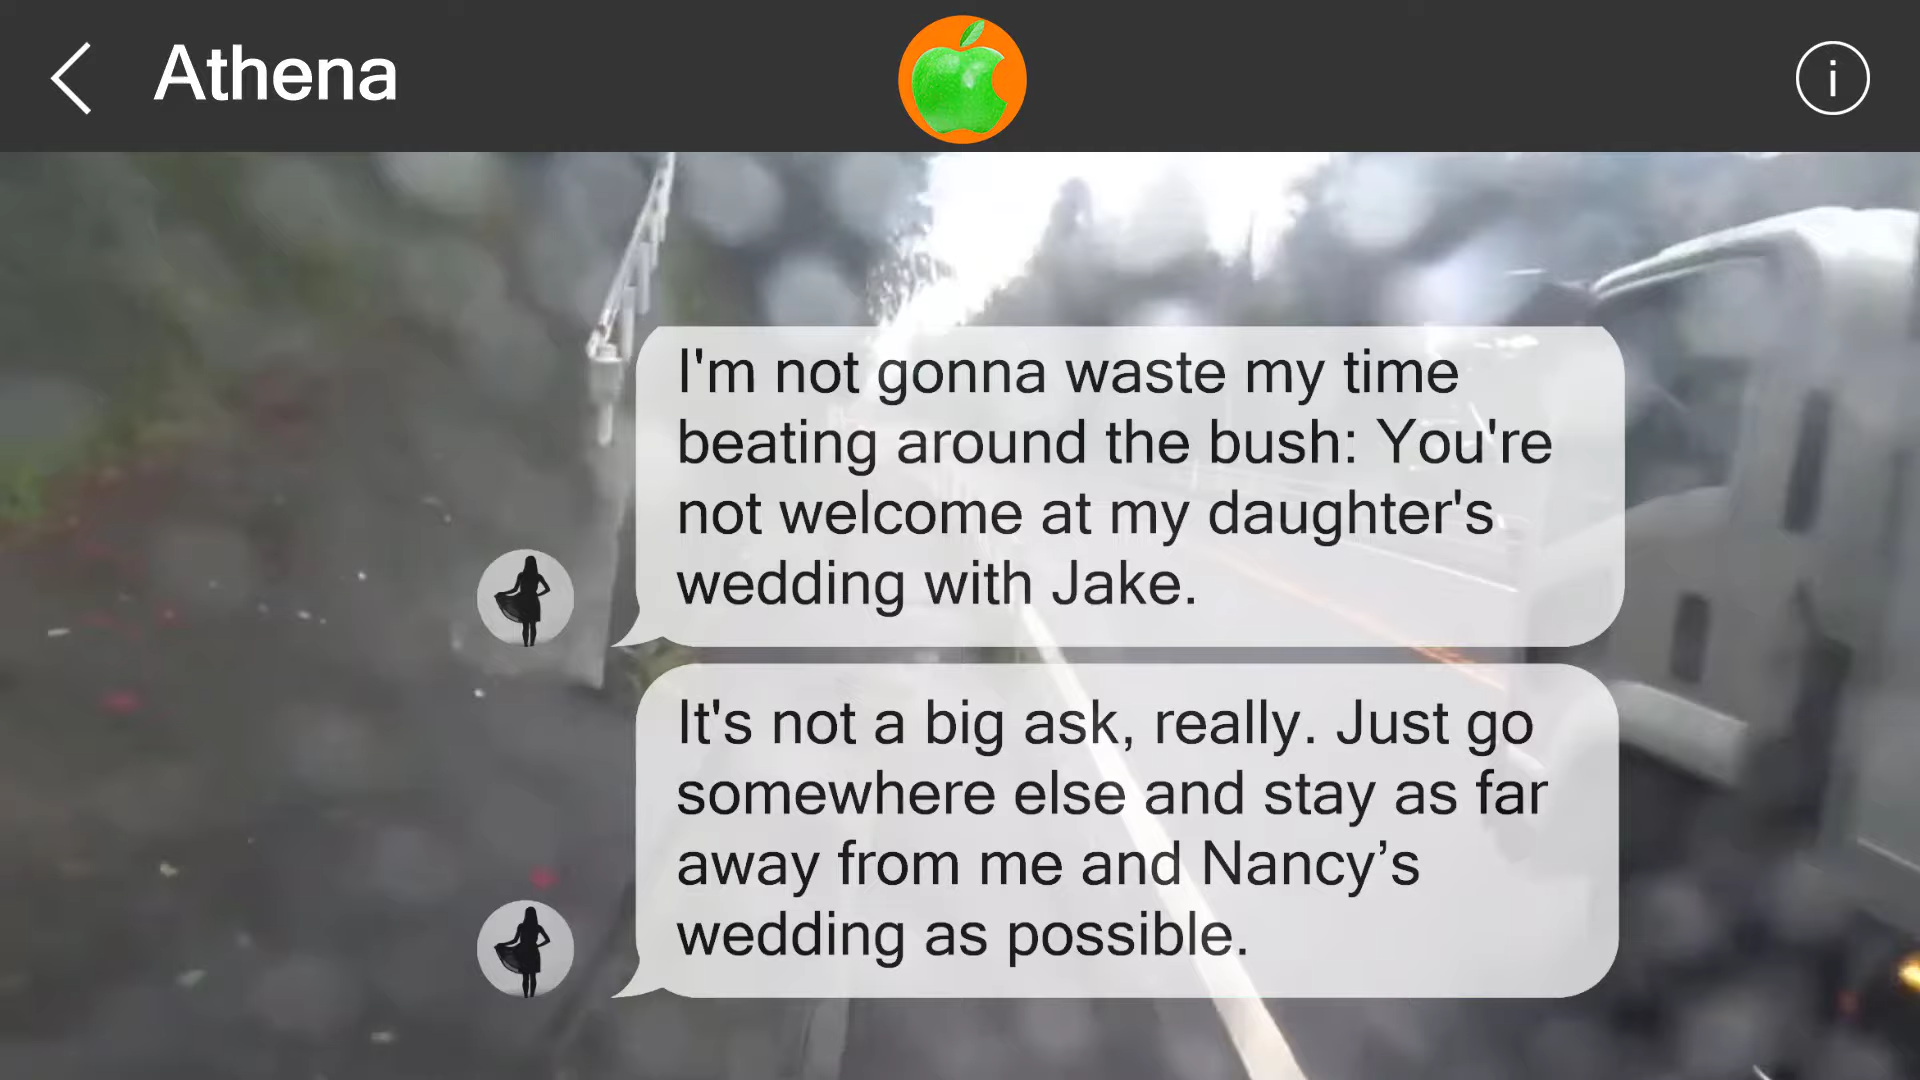 Athena
i
I'm not gonna waste my time
beating around the bush: You're
not welcome at my daughter's
wedding with Jake.
It's not a big ask, really. Just go
somewhere else and stay as far
away from me and Nancy’s
wedding as possible.